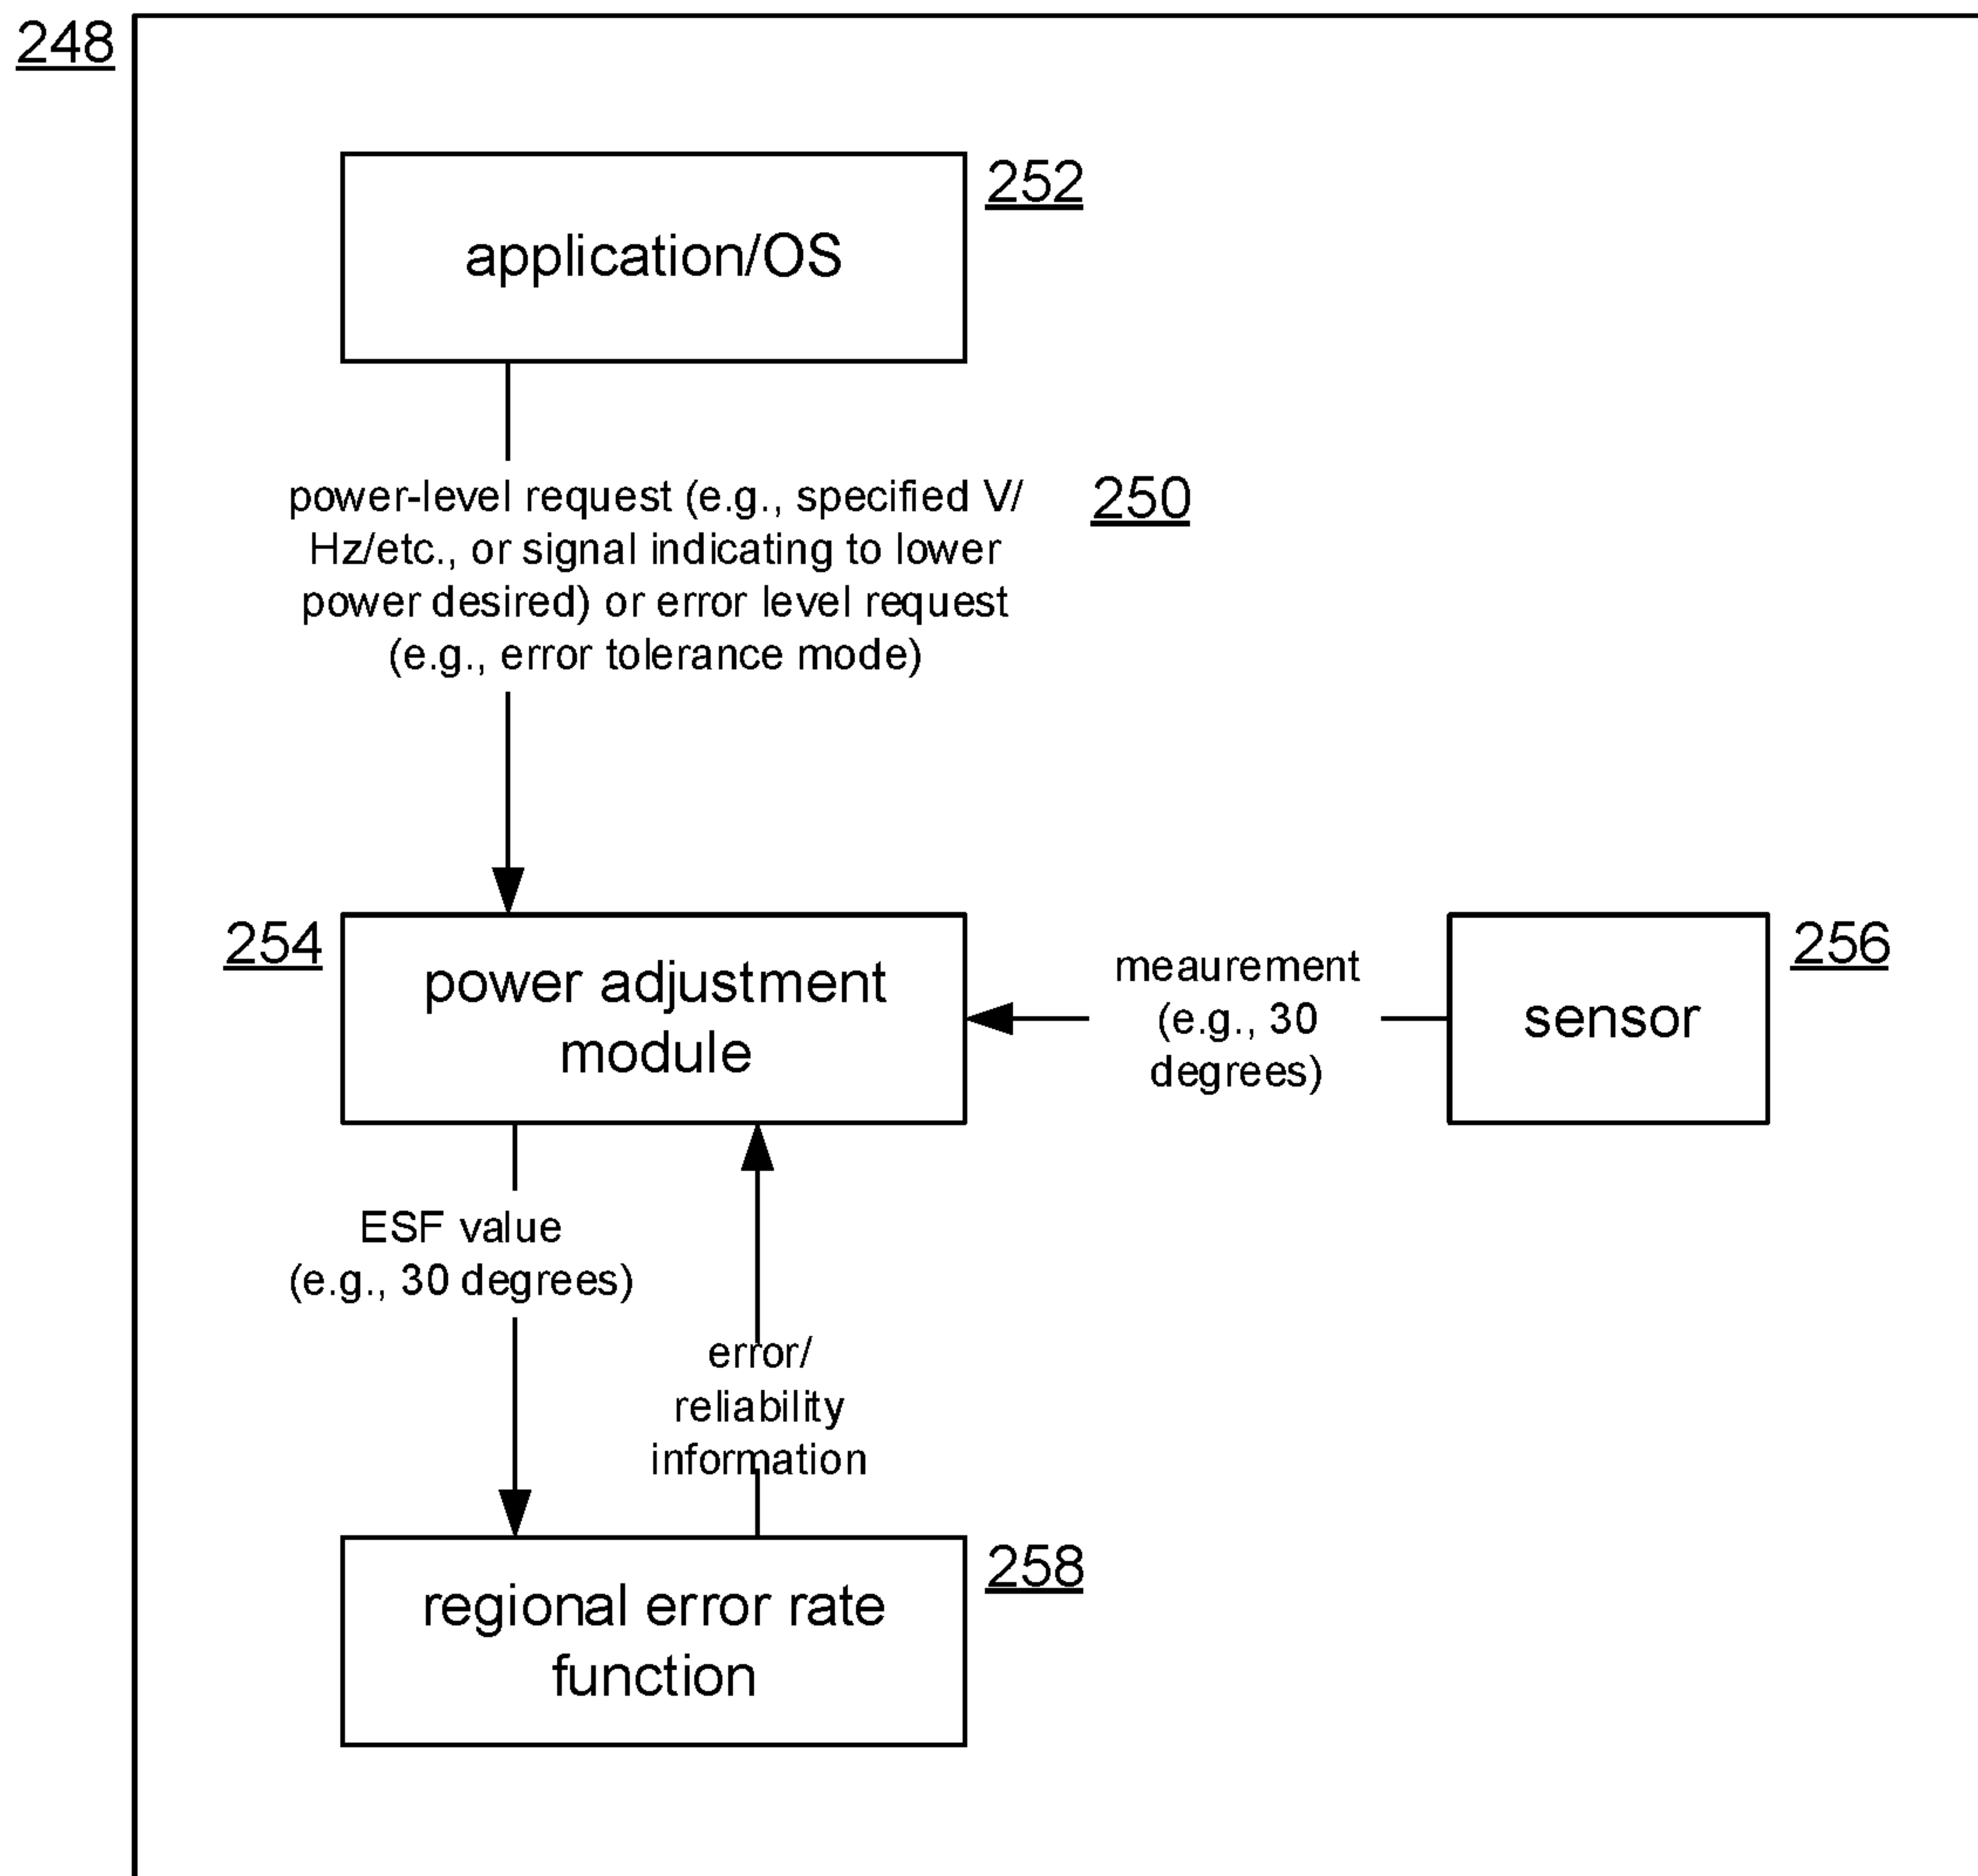 248
252
application/OS
power-level request (e.g., specified V/
Hz/etc., or signal indicating to lower
power desired) or error level request
(e.g., error tolerance mode)
250
254
power adjustment
module
meaurement
(e.g., 30
degrees)
256
sensor
ESF value
(e.g., 30 degrees)
error/
reliability
information
258
regional error rate
function